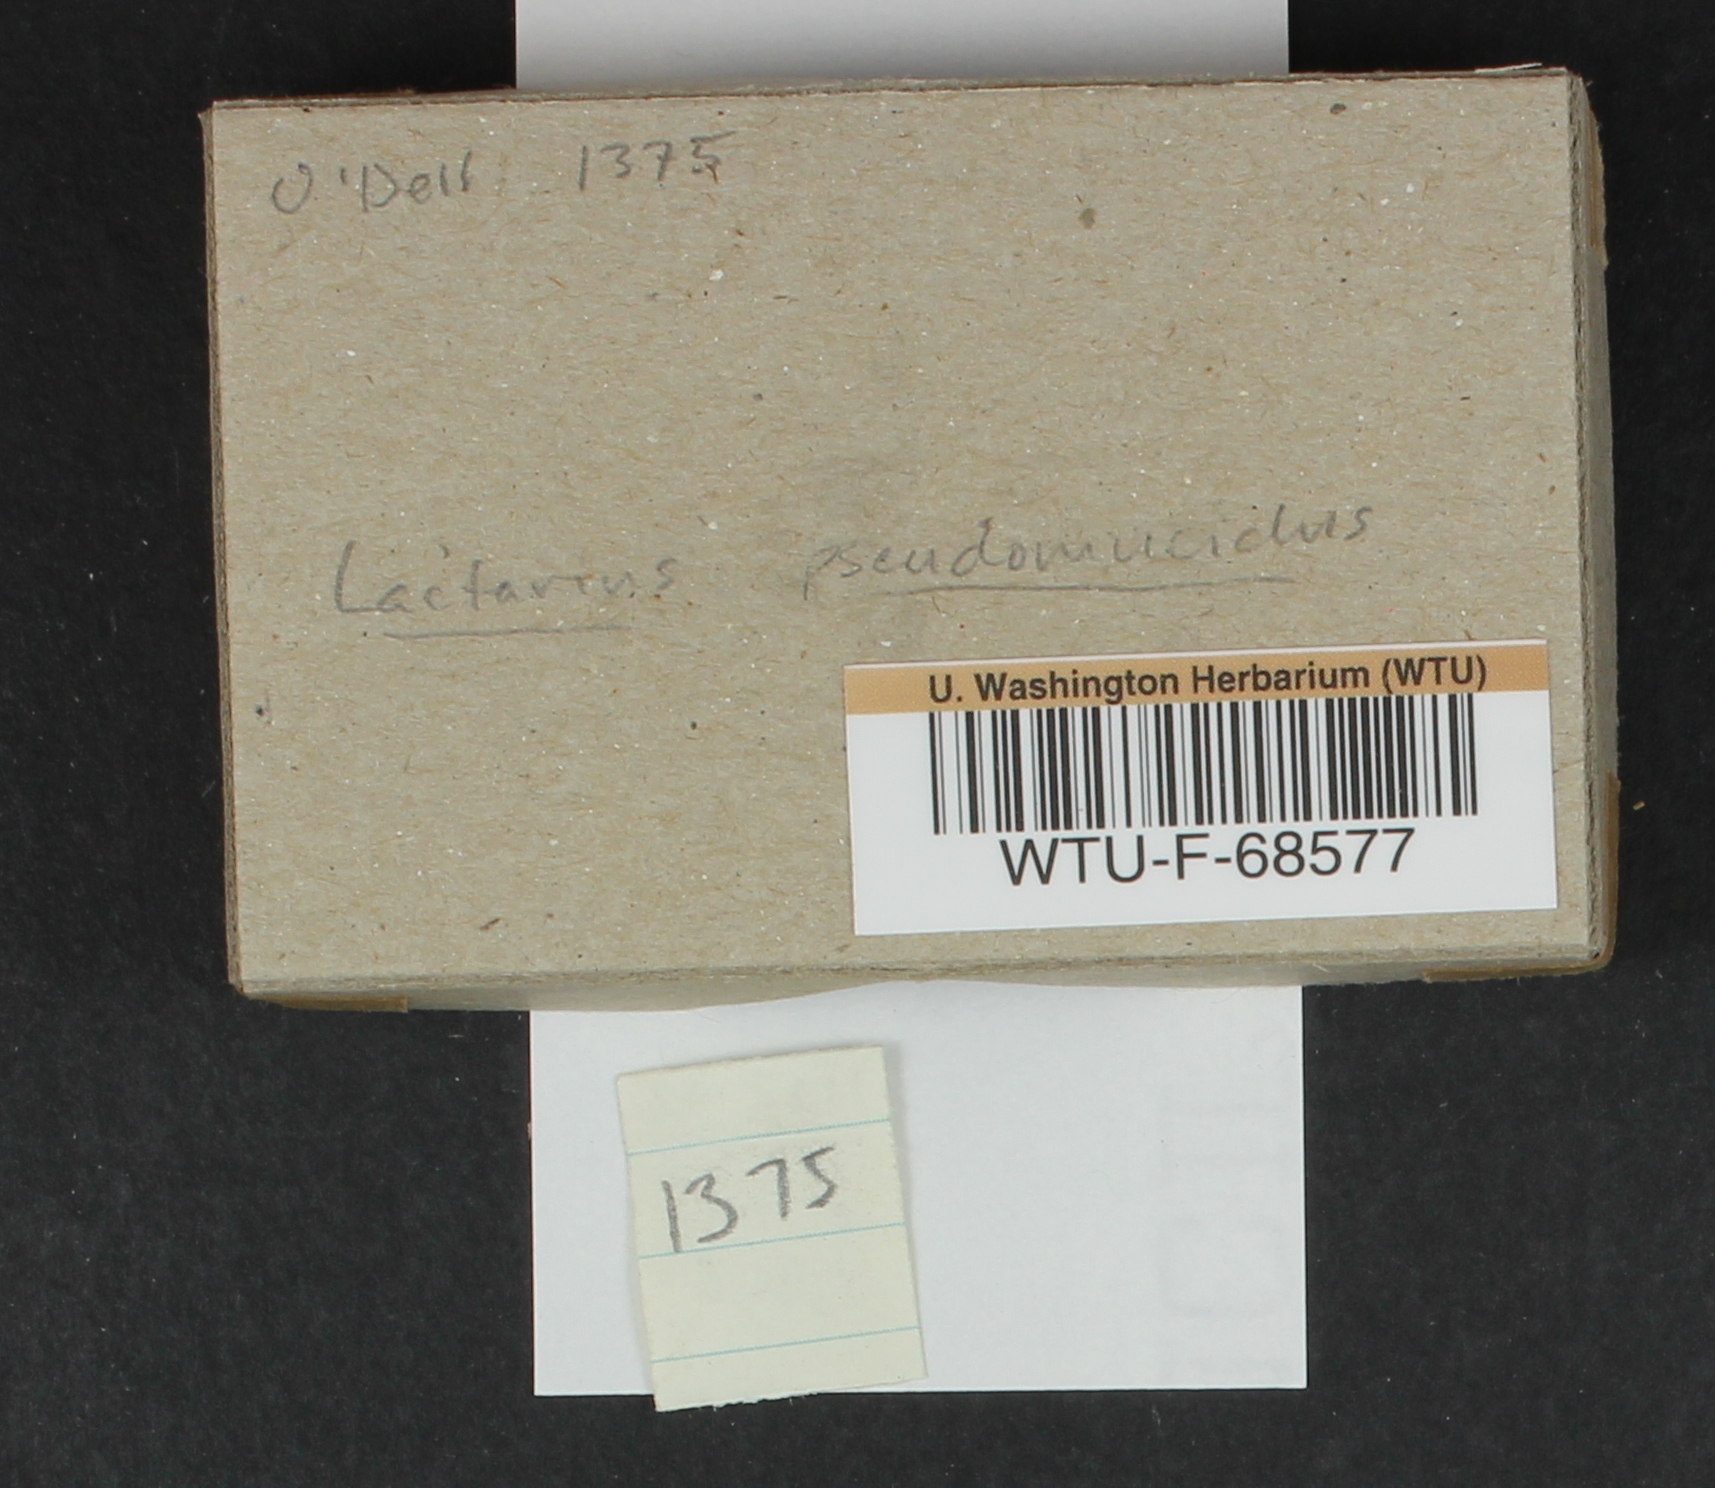 O'Dell 1375
Lactarius pseudomucidus
U. Washington Herbarium (WTU)
WTU-F-68577
1375